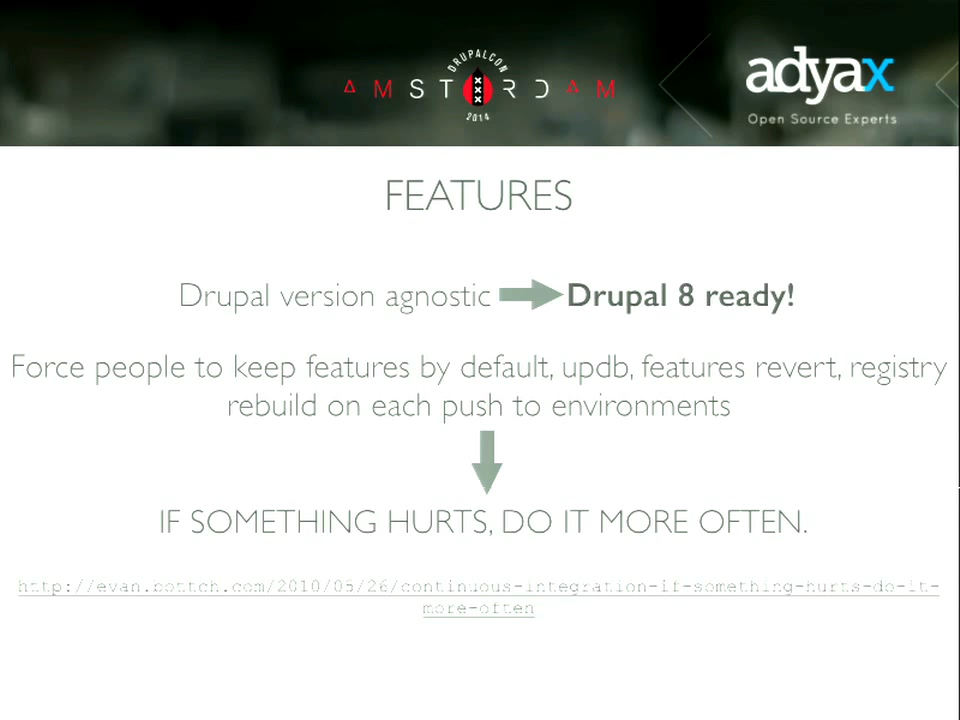 DRUPALCON
AMSTERDAM
2014
adyax
Open Source Experts
FEATURES
Drupal version agnostic Drupal 8 ready!
Force people to keep features by default, updb, features revert, registry
rebuild on each push to environments
IF SOMETHING HURTS, DO IT MORE OFTEN.
http://evan.bottch.com/2010/05/26/continuous-integration-if-something-hurts-do-it-
more-often